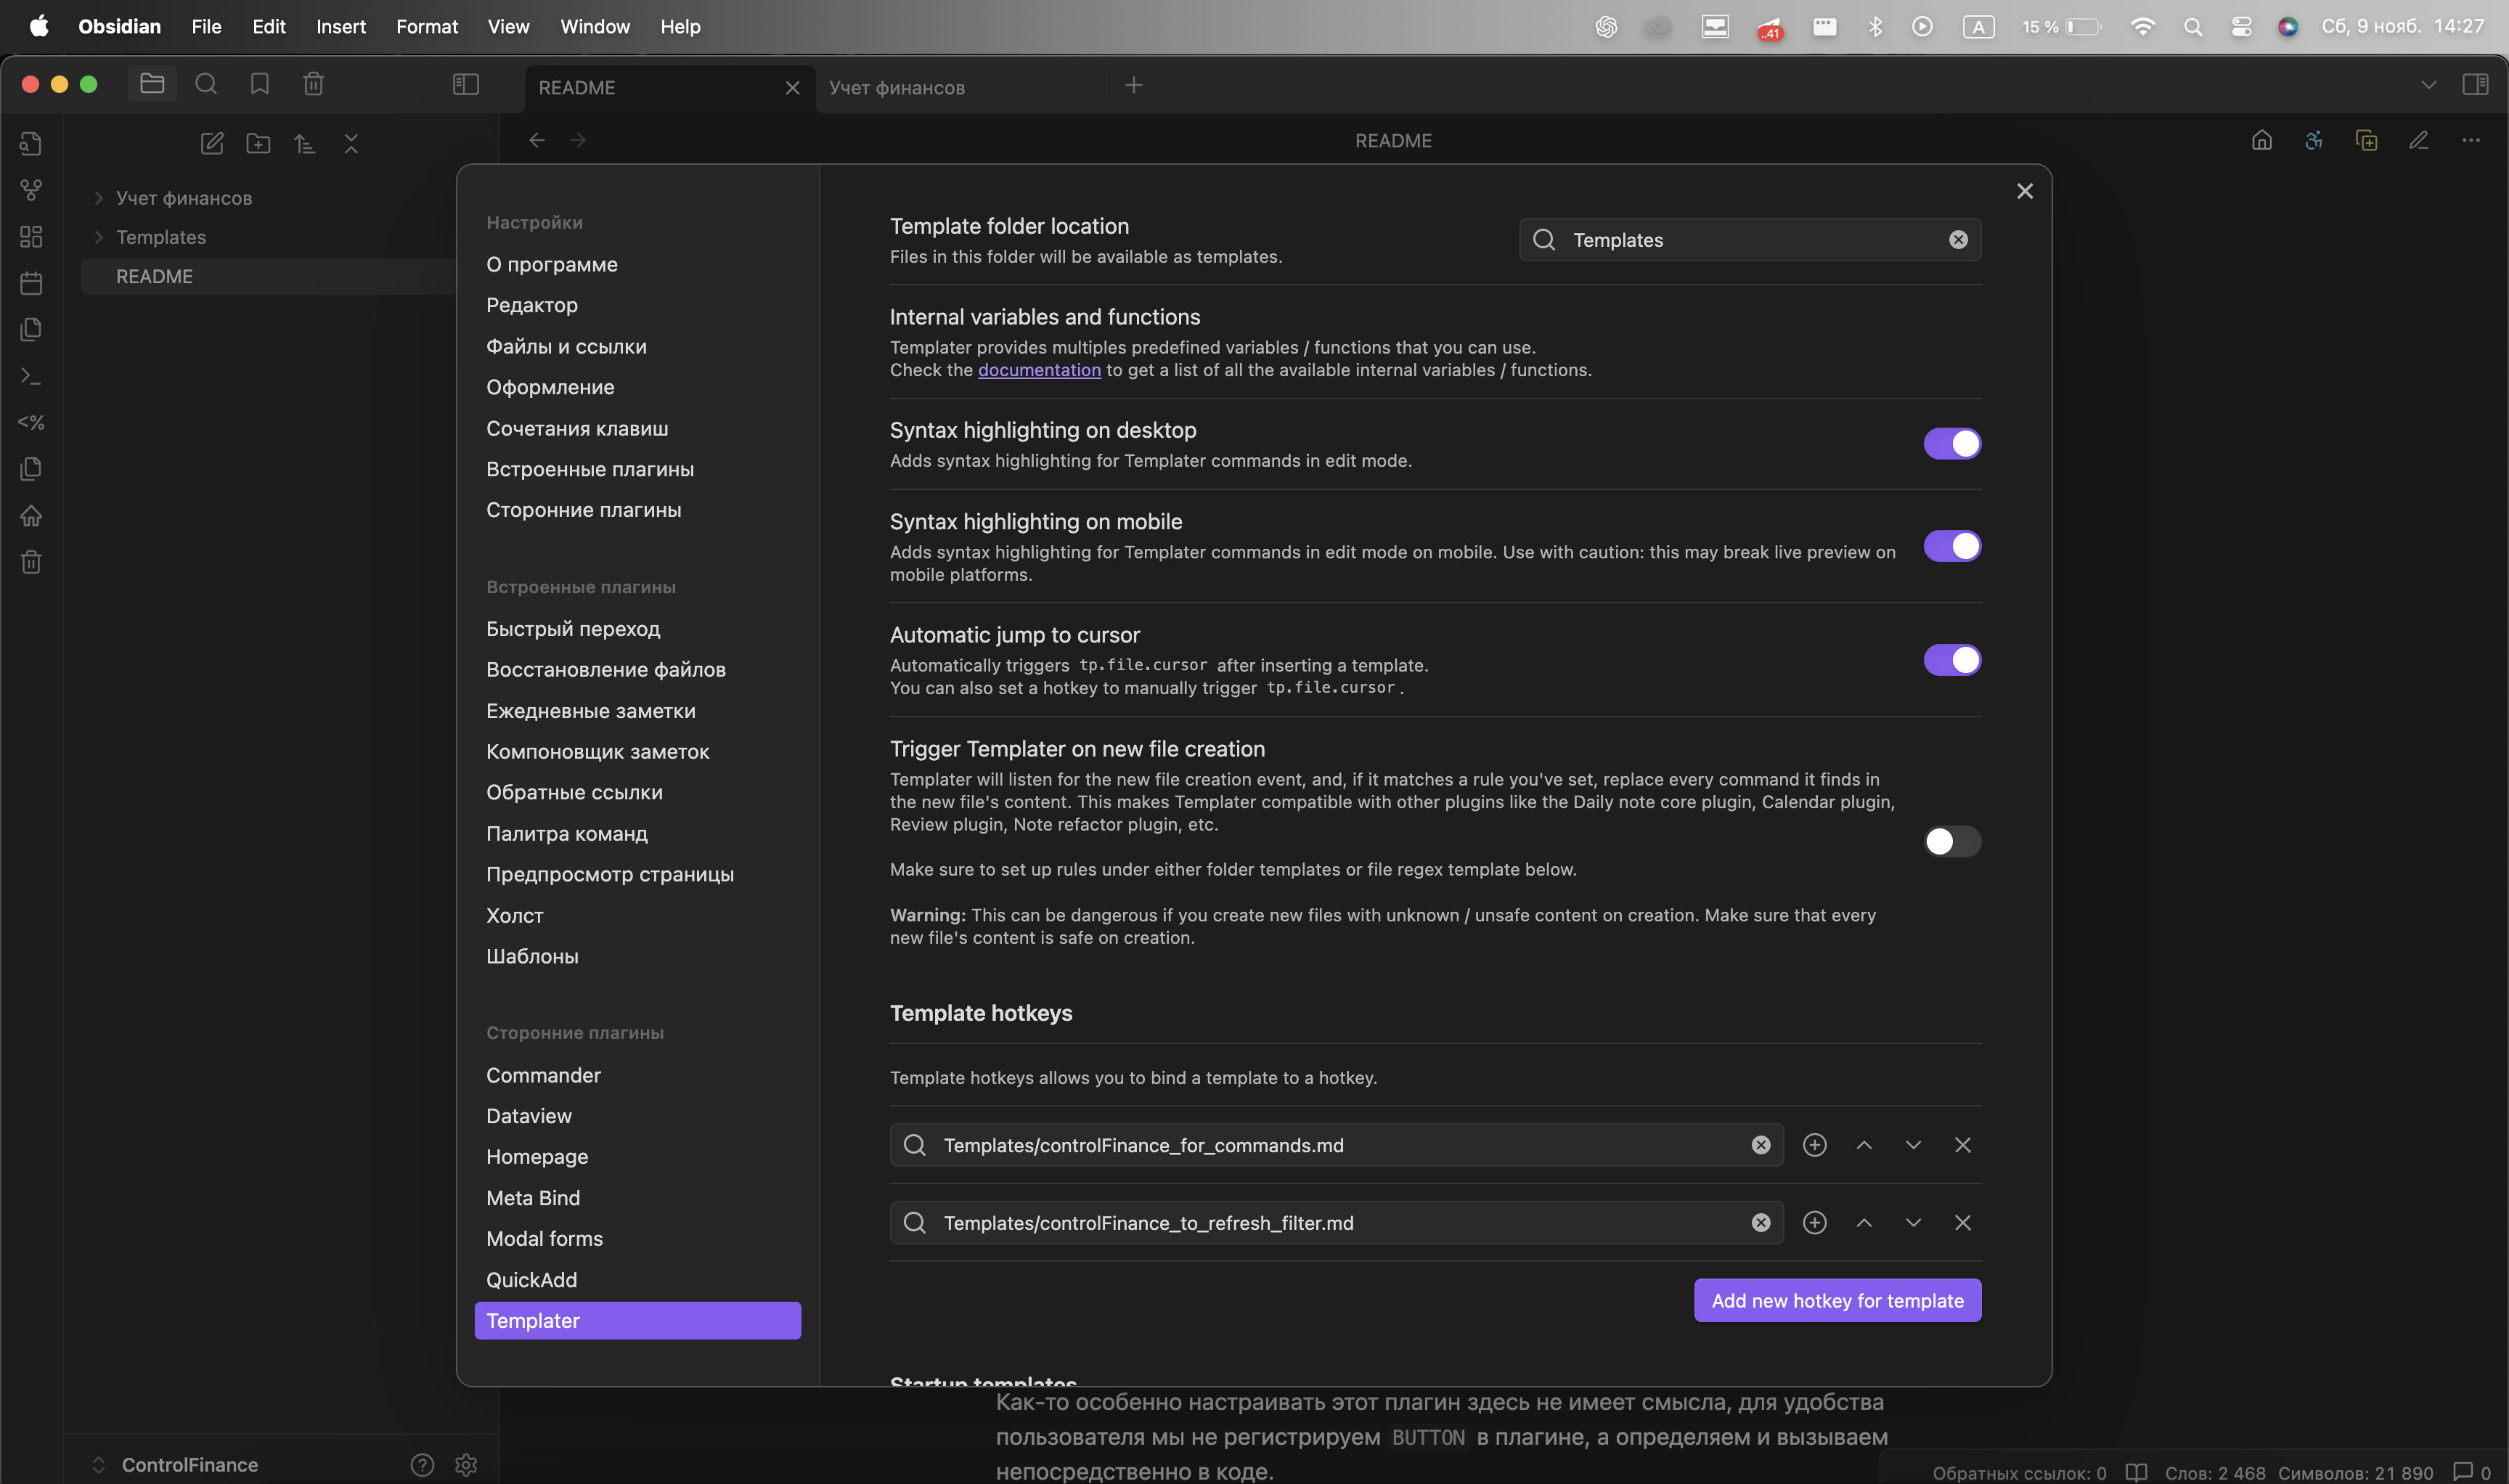 Obsidian File Edit Insert Format View Window Help
..41
A
15 %
Сб, 9 нояб. 14:27
README
Учет финансов
README
Учет финансов
Templates
README
<%
Настройки
О программе
Редактор
Файлы и ссылки
Оформление
Сочетания клавиш
Встроенные плагины
Сторонние плагины
Встроенные плагины
Быстрый переход
Восстановление файлов
Ежедневные заметки
Компоновщик заметок
Обратные ссылки
Палитра команд
Предпросмотр страницы
Холст
Шаблоны
Сторонние плагины
Commander
Dataview
Homepage
Meta Bind
Modal forms
QuickAdd
Templater
Template folder location
Files in this folder will be available as templates.
Templates
Internal variables and functions
Templater provides multiples predefined variables / functions that you can use.
Check the documentation to get a list of all the available internal variables / functions.
Syntax highlighting on desktop
Adds syntax highlighting for Templater commands in edit mode.
Syntax highlighting on mobile
Adds syntax highlighting for Templater commands in edit mode on mobile. Use with caution: this may break live preview on
mobile platforms.
Automatic jump to cursor
Automatically triggers tp.file.cursor after inserting a template.
You can also set a hotkey to manually trigger tp.file.cursor.
Trigger Templater on new file creation
Templater will listen for the new file creation event, and, if it matches a rule you've set, replace every command it finds in
the new file's content. This makes Templater compatible with other plugins like the Daily note core plugin, Calendar plugin,
Review plugin, Note refactor plugin, etc.
Make sure to set up rules under either folder templates or file regex template below.
Warning: This can be dangerous if you create new files with unknown / unsafe content on creation. Make sure that every
new file's content is safe on creation.
Template hotkeys
Template hotkeys allows you to bind a template to a hotkey.
Templates/controlFinance_for_commands.md
Templates/controlFinance_to_refresh_filter.md
Add new hotkey for template
Startup templates
Как-то особенно настраивать этот плагин здесь не имеет смысла, для удобства
пользователя мы не регистрируем BUTTON в плагине, а определяем и вызываем
непосредственно в коде.
ControlFinance
Обратных ссылок: 0 Слов: 2 468 Символов: 21 890 0